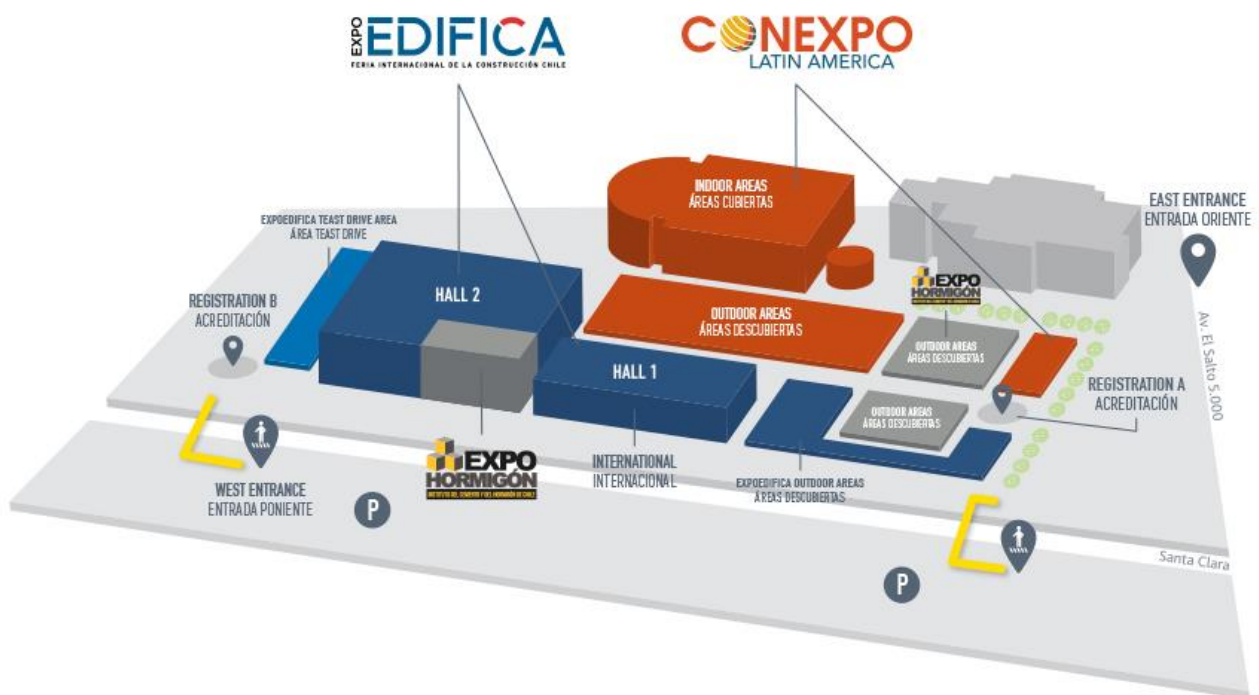 EXPO
EDIFICA
FERIA INTERNACIONAL DE LA CONSTRUCCIÓN CHILE
CONEXPO
LATIN AMERICA
INDOOR AREAS
ÁREAS CUBIERTAS
EAST ENTRANCE
ENTRADA ORIENTE
EXPOEDIFICA TEAST DRIVE AREA
ÁREA TEAST DRIVE
REGISTRATION B
ACREDITACIÓN
HALL 2
OUTDOOR AREAS
ÁREAS DESCUBIERTAS
EXPO
HORMIGÓN
OUTDOOR AREAS
ÁREAS DESCUBIERTAS
Av. El Salto 5.000
HALL 1
REGISTRATION A
ACREDITACIÓN
OUTDOOR AREAS
ÁREAS DESCUBIERTAS
EXPO
HORMIGÓN
INSTITUTO DEL CEMENTO Y DEL HORMIGÓN DE CHILE
INTERNATIONAL
INTERNACIONAL
EXPOEDIFICA OUTDOOR AREAS
ÁREAS DESCUBIERTAS
WEST ENTRANCE
ENTRADA PONIENTE
P
P
Santa Clara